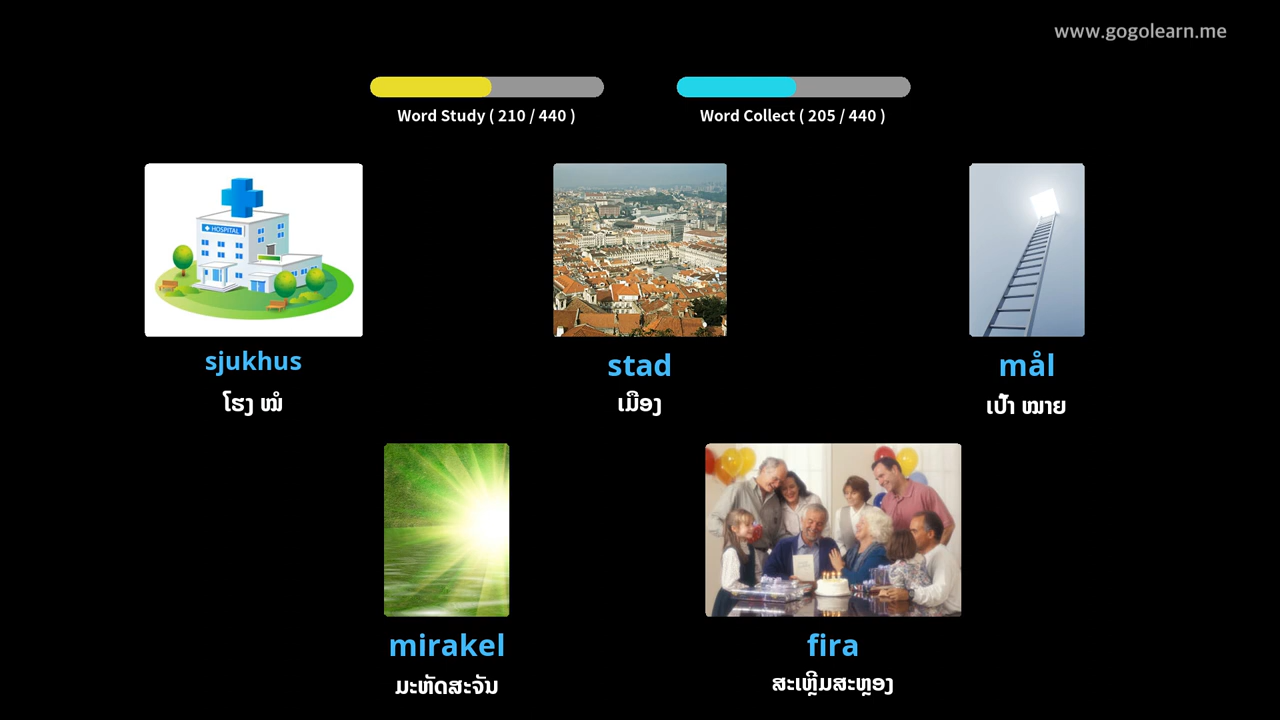 www.gogolearn.me
Word Study ( 210 / 440 )
Word Collect ( 205 / 440 )
HOSPITAL
sjukhus
ໂຮງ ໝໍ
stad
ເມືອງ
mål
ເປົ້າ ໝາຍ
mirakel
ມະຫັດສະຈັນ
fira
ສະເຫຼີມສະຫຼອງ